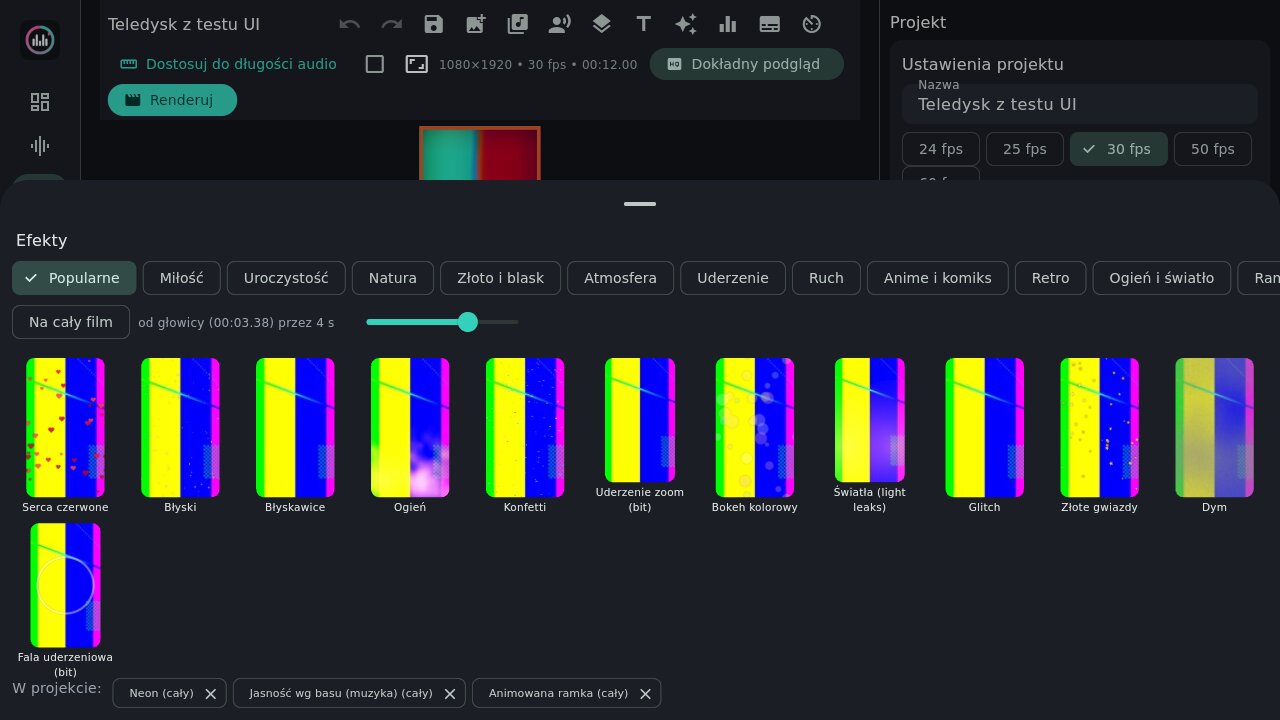 Teledysk z testu UI
Dostosuj do długości audio
1080×1920 • 30 fps • 00:12.00
HQ
Dokładny podgląd
Renderuj
Projekt
Ustawienia projektu
Nazwa
Teledysk z testu UI
24 fps
25 fps
30 fps
50 fps
Efekty
Popularne
Miłość
Uroczystość
Natura
Złoto i blask
Atmosfera
Uderzenie
Ruch
Anime i komiks
Retro
Ogień i światło
Na cały film
od głowicy (00:03.38) przez 4 s
Serca czerwone
Błyski
Błyskawice
Ogień
Konfetti
Uderzenie zoom
(bit)
Bokeh kolorowy
Światła (light
leaks)
Glitch
Złote gwiazdy
Dym
Fala uderzeniowa
(bit)
W projekcie:
Neon (cały)
Jasność wg basu (muzyka) (cały)
Animowana ramka (cały)